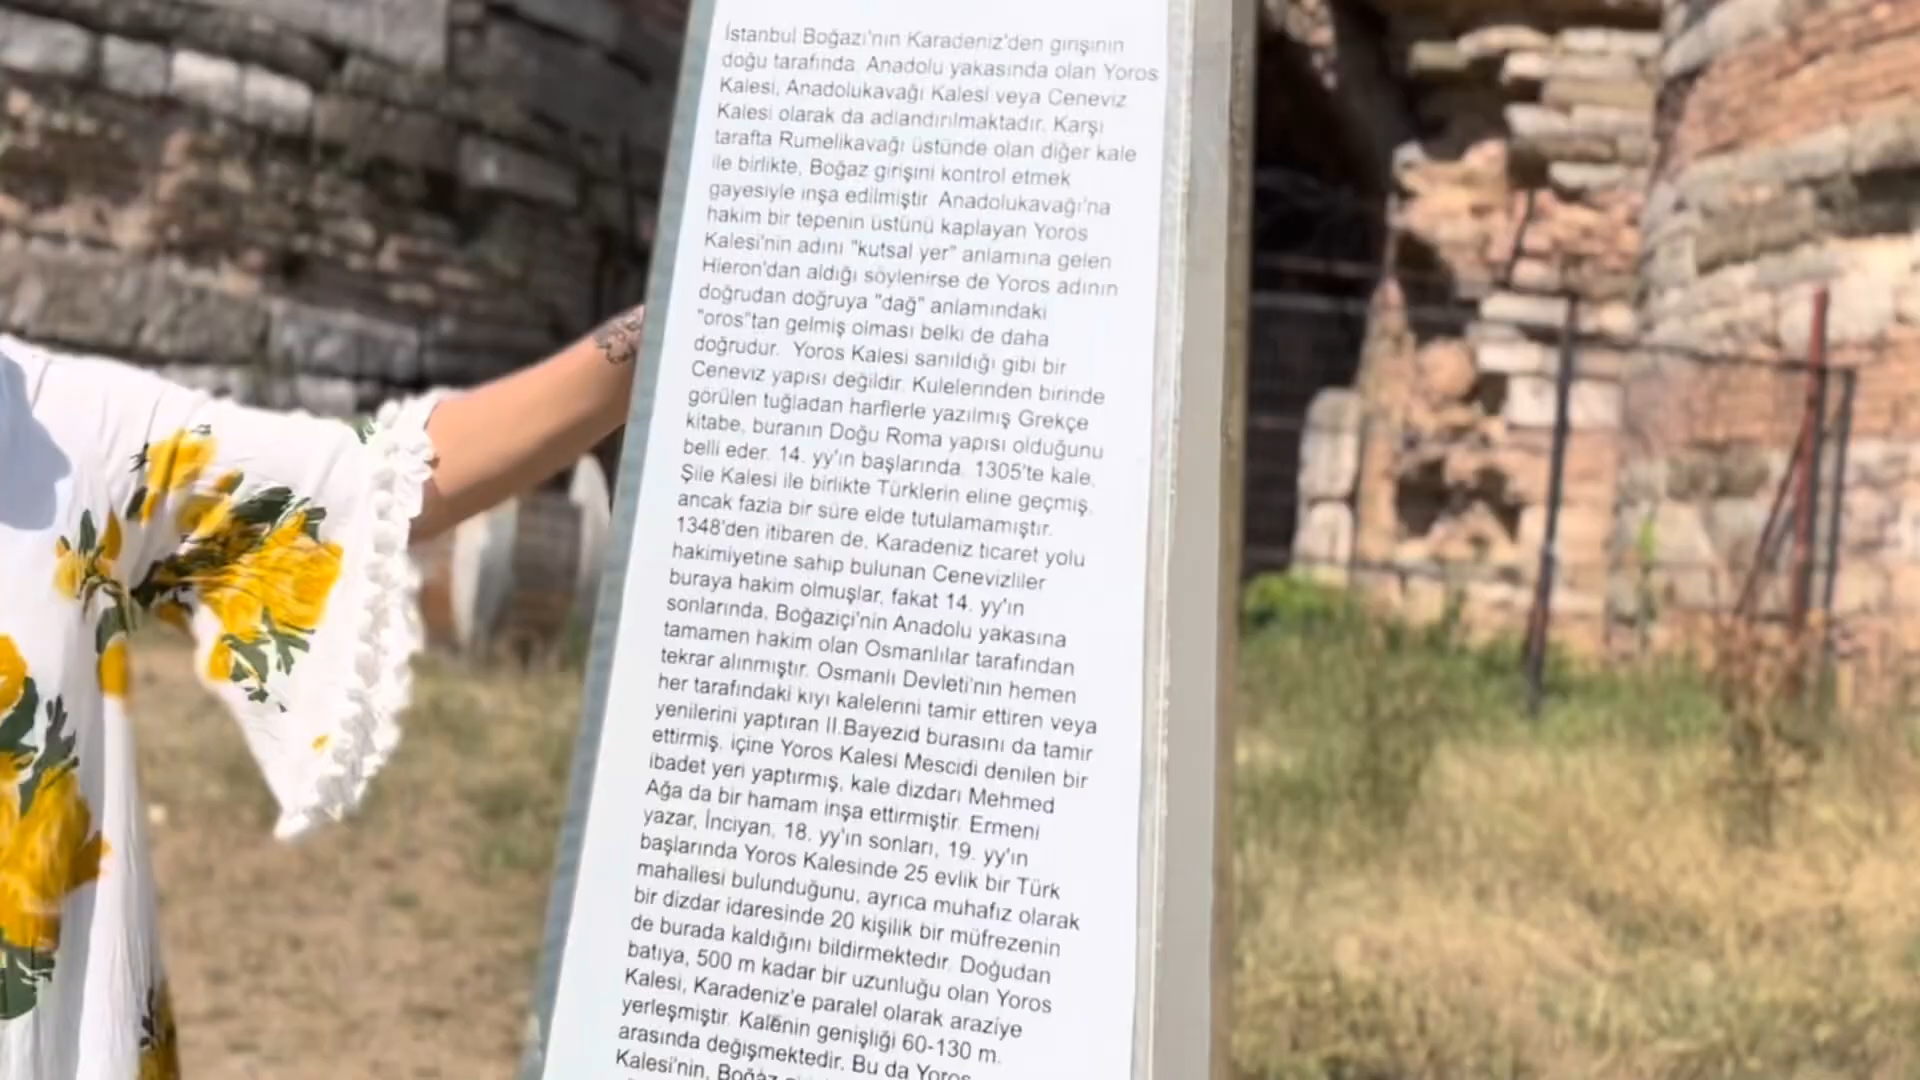 İstanbul Boğazı'nın Karadeniz'den girişinin
doğu tarafında, Anadolu yakasında olan Yoros
Kalesi, Anadolukavağı Kalesi veya Ceneviz
Kalesi olarak da adlandırılmaktadır. Karşı
tarafta Rumelikavağı üstünde olan diğer kale
ile birlikte, Boğaz girişini kontrol etmek
gayesiyle inşa edilmiştir. Anadolukavağı'na
hakim bir tepenin üstünü kaplayan Yoros
Kalesi'nin adını "kutsal yer" anlamına gelen
Hieron'dan aldığı söylenirse de Yoros adının
doğrudan doğruya "dağ" anlamındaki
"oros"tan gelmiş olması belki de daha
doğrudur. Yoros Kalesi sanıldığı gibi bir
Ceneviz yapısı değildir. Kulelerinden birinde
görülen tuğladan harflerle yazılmış Grekçe
kitabe, buranın Doğu Roma yapısı olduğunu
belli eder. 14. yy'ın başlarında, 1305'te kale,
Şile Kalesi ile birlikte Türklerin eline geçmiş,
ancak fazla bir süre elde tutulamamıştır.
1348'den itibaren de, Karadeniz ticaret yolu
hakimiyetine sahip bulunan Cenevizliler
buraya hakim olmuşlar, fakat 14. yy'ın
sonlarında, Boğaziçi'nin Anadolu yakasına
tamamen hakim olan Osmanlılar tarafından
tekrar alınmıştır. Osmanlı Devleti'nin hemen
her tarafındaki kıyı kalelerini tamir ettiren veya
yenilerini yaptıran II.Bayezid burasını da tamir
ettirmiş, içine Yoros Kalesi Mescidi denilen bir
ibadet yeri yaptırmış, kale dizdarı Mehmed
Ağa da bir hamam inşa ettirmiştir. Ermeni
yazar, İnciyan, 18. yy'ın sonları, 19. yy'ın
başlarında Yoros Kalesinde 25 evlik bir Türk
mahallesi bulunduğunu, ayrıca muhafız olarak
bir dizdar idaresinde 20 kişilik bir müfrezenin
de burada kaldığını bildirmektedir. Doğudan
batıya, 500 m kadar bir uzunluğu olan Yoros
Kalesi, Karadeniz'e paralel olarak araziye
yerleşmiştir. Kalenin genişliği 60-130 m.
arasında değişmektedir. Bu da Yoros
Kalesi'nin, Boğaz